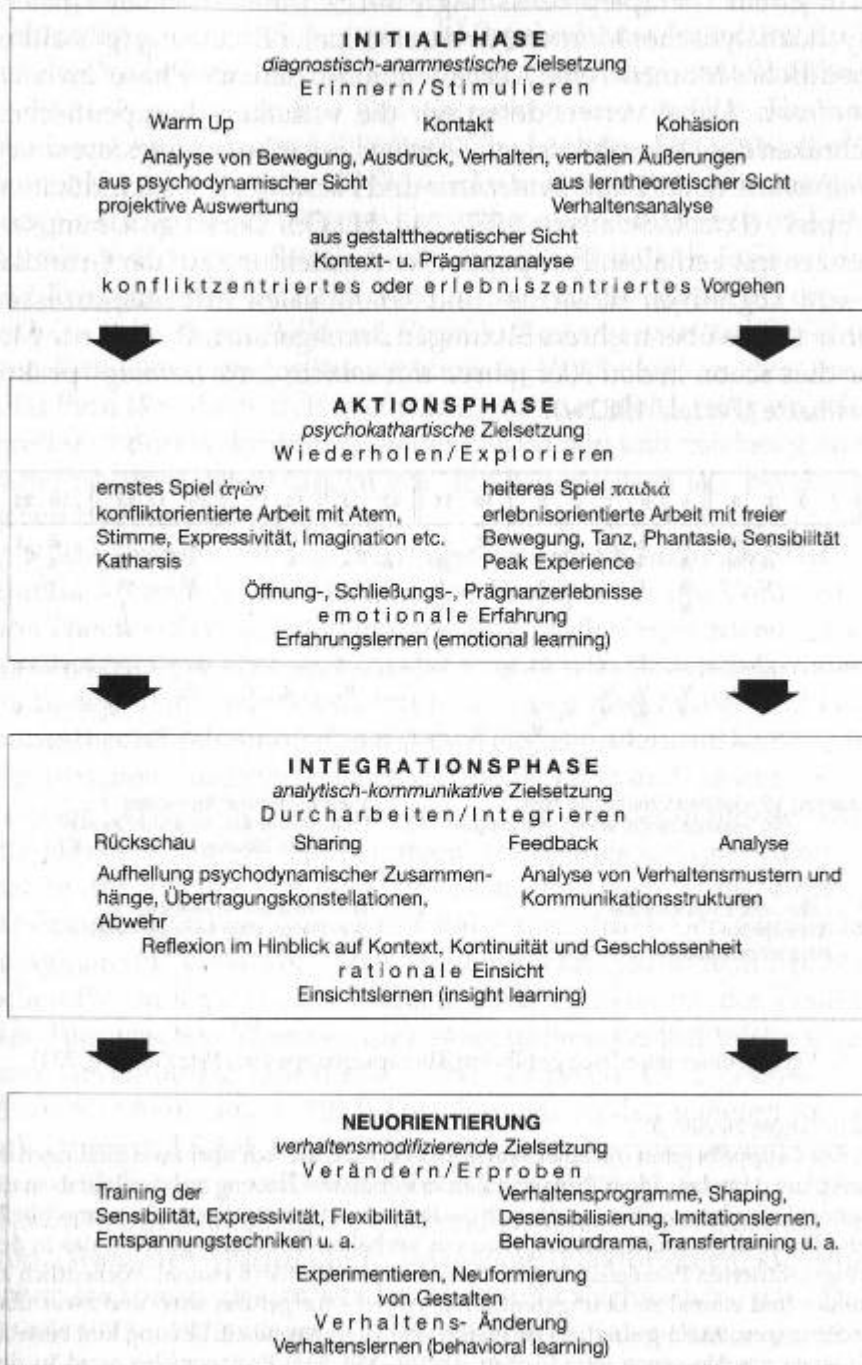 INITIALPHASE
diagnostisch-anamnestische Zielsetzung
Erinnern/Stimulieren
Warm Up Kontakt Kohäsion
Analyse von Bewegung, Ausdruck, Verhalten, verbalen Äußerungen
aus psychodynamischer Sicht aus lerntheoretischer Sicht
projektive Auswertung Verhaltensanalyse
aus gestalttheoretischer Sicht
Kontext- u. Prägnanzanalyse
konfliktzentriertes oder erlebniszentriertes Vorgehen
AKTIONSPHASE
psychokathartische Zielsetzung
Wiederholen/Explorieren
ernstes Spiel ἀγών heiteres Spiel παιδιά
konfliktorientierte Arbeit mit Atem, erlebnisorientierte Arbeit mit freier
Stimme, Expressivität, Imagination etc. Bewegung, Tanz, Phantasie, Sensibilität
Katharsis Peak Experience
Öffnung-, Schließungs-, Prägnanzerlebnisse
emotionale Erfahrung
Erfahrungslernen (emotional learning)
INTEGRATIONSPHASE
analytisch-kommunikative Zielsetzung
Durcharbeiten/Integrieren
Rückschau Sharing Feedback Analyse
Aufhellung psychodynamischer Zusammen- Analyse von Verhaltensmustern und
hänge, Übertragungskonstellationen, Kommunikationsstrukturen
Abwehr
Reflexion im Hinblick auf Kontext, Kontinuität und Geschlossenheit
rationale Einsicht
Einsichtslernen (insight learning)
NEUORIENTIERUNG
verhaltensmodifizierende Zielsetzung
Verändern/Erproben
Training der Verhaltensprogramme, Shaping,
Sensibilität, Expressivität, Flexibilität, Desensibilisierung, Imitationslernen,
Entspannungstechniken u. a. Behaviourdrama, Transfertraining u. a.
Experimentieren, Neuformierung
von Gestalten
Verhaltens- Änderung
Verhaltenslernen (behavioral learning)